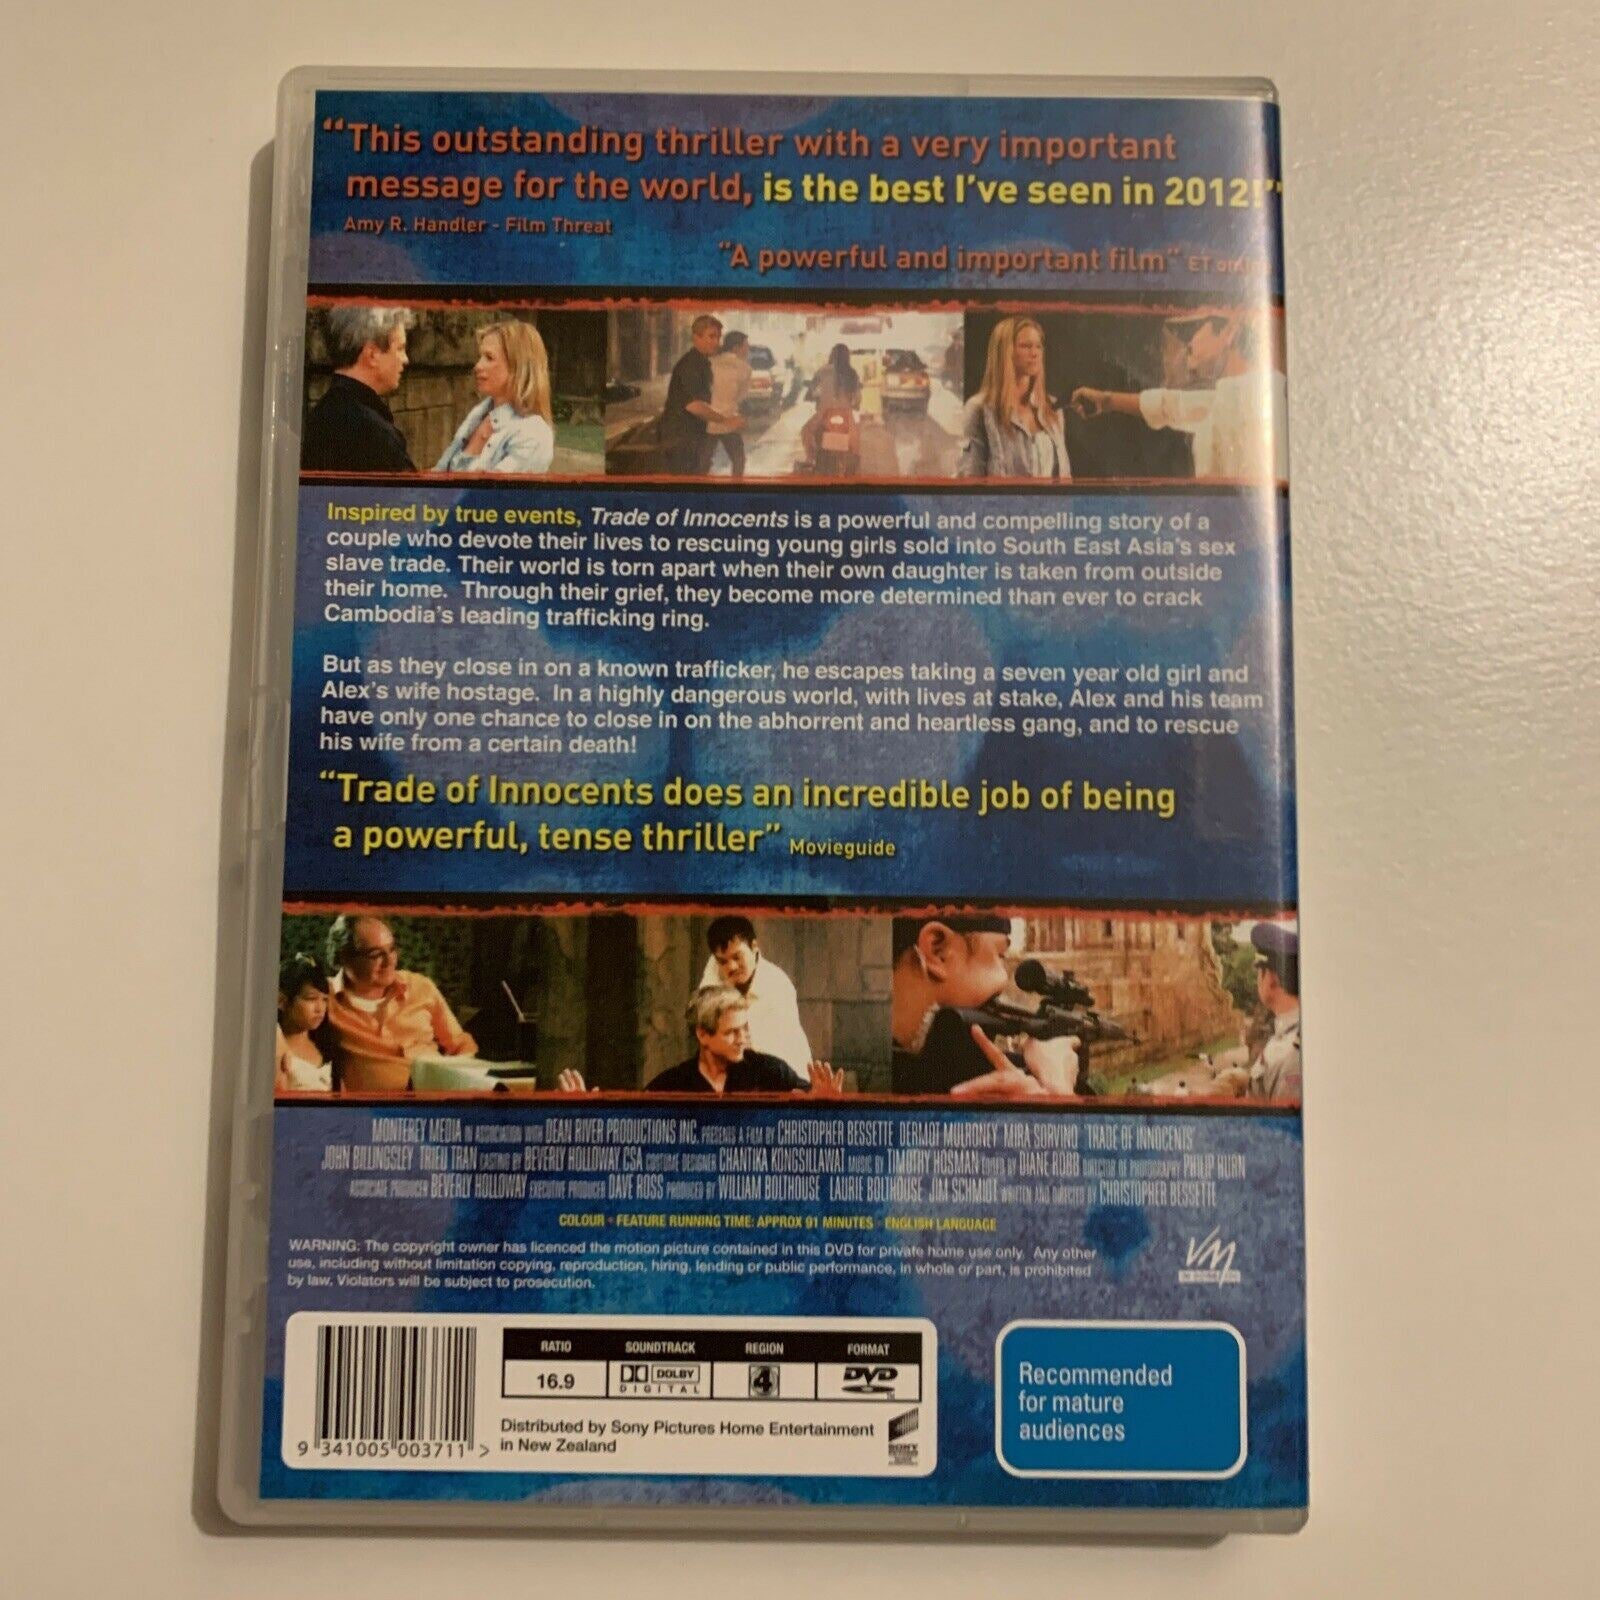 “This outstanding thriller with a very important
message for the world, is the best I've seen in 2012!”
Amy R. Handler - Film Threat
“A powerful and important film”
Inspired by true events, Trade of Innocents is a powerful and compelling story of a
couple who devote their lives to rescuing young girls sold into South East Asia's sex
slave trade. Their world is torn apart when their own daughter is taken from outside
their home. Through their grief, they become more determined than ever to crack
Cambodia's leading trafficking ring.
But as they close in on a known trafficker, he escapes taking a seven year old girl and
Alex's wife hostage. In a highly dangerous world, with lives at stake, Alex and his team
have only one chance to close in on the abhorrent and heartless gang, and to rescue
his wife from a certain death!
“Trade of Innocents does an incredible job of being
a powerful, tense thriller” Movieguide
MONTEREY MEDIA IN ASSOCIATION WITH DEAN RIVER PRODUCTIONS INC. PRESENTS A FILM BY CHRISTOPHER BESSETTE DERMOT MULRONEY MIRA SORVINO 'TRADE OF INNOCENTS'
JOHN BILLINGSLEY TRIEU TRAN CASTING BY BEVERLY HOLLOWAY, CSA COSTUME DESIGNER CHANTIKA KONGSILLAWAT MUSIC BY TIMOTHY HOSMAN EDITED BY DIANE ROBB DIRECTOR OF PHOTOGRAPHY PHILIP HURN
ASSOCIATE PRODUCER BEVERLY HOLLOWAY EXECUTIVE PRODUCER DAVE ROSS PRODUCED BY WILLIAM BOLTHOUSE LAURIE BOLTHOUSE JIM SCHMIDT WRITTEN AND DIRECTED BY CHRISTOPHER BESSETTE
COLOUR • FEATURE RUNNING TIME: APPROX 91 MINUTES • ENGLISH LANGUAGE
WARNING: The copyright owner has licenced the motion picture contained in this DVD for private home use only. Any other
use, including without limitation copying, reproduction, hiring, lending or public performance, in whole or part, is prohibited
by law. Violators will be subject to prosecution.
VM
RATIO SOUNDTRACK REGION FORMAT
16.9 DOLBY DIGITAL 4 DVD
Distributed by Sony Pictures Home Entertainment
in New Zealand
SONY
9 341005 003711 >
Recommended
for mature
audiences